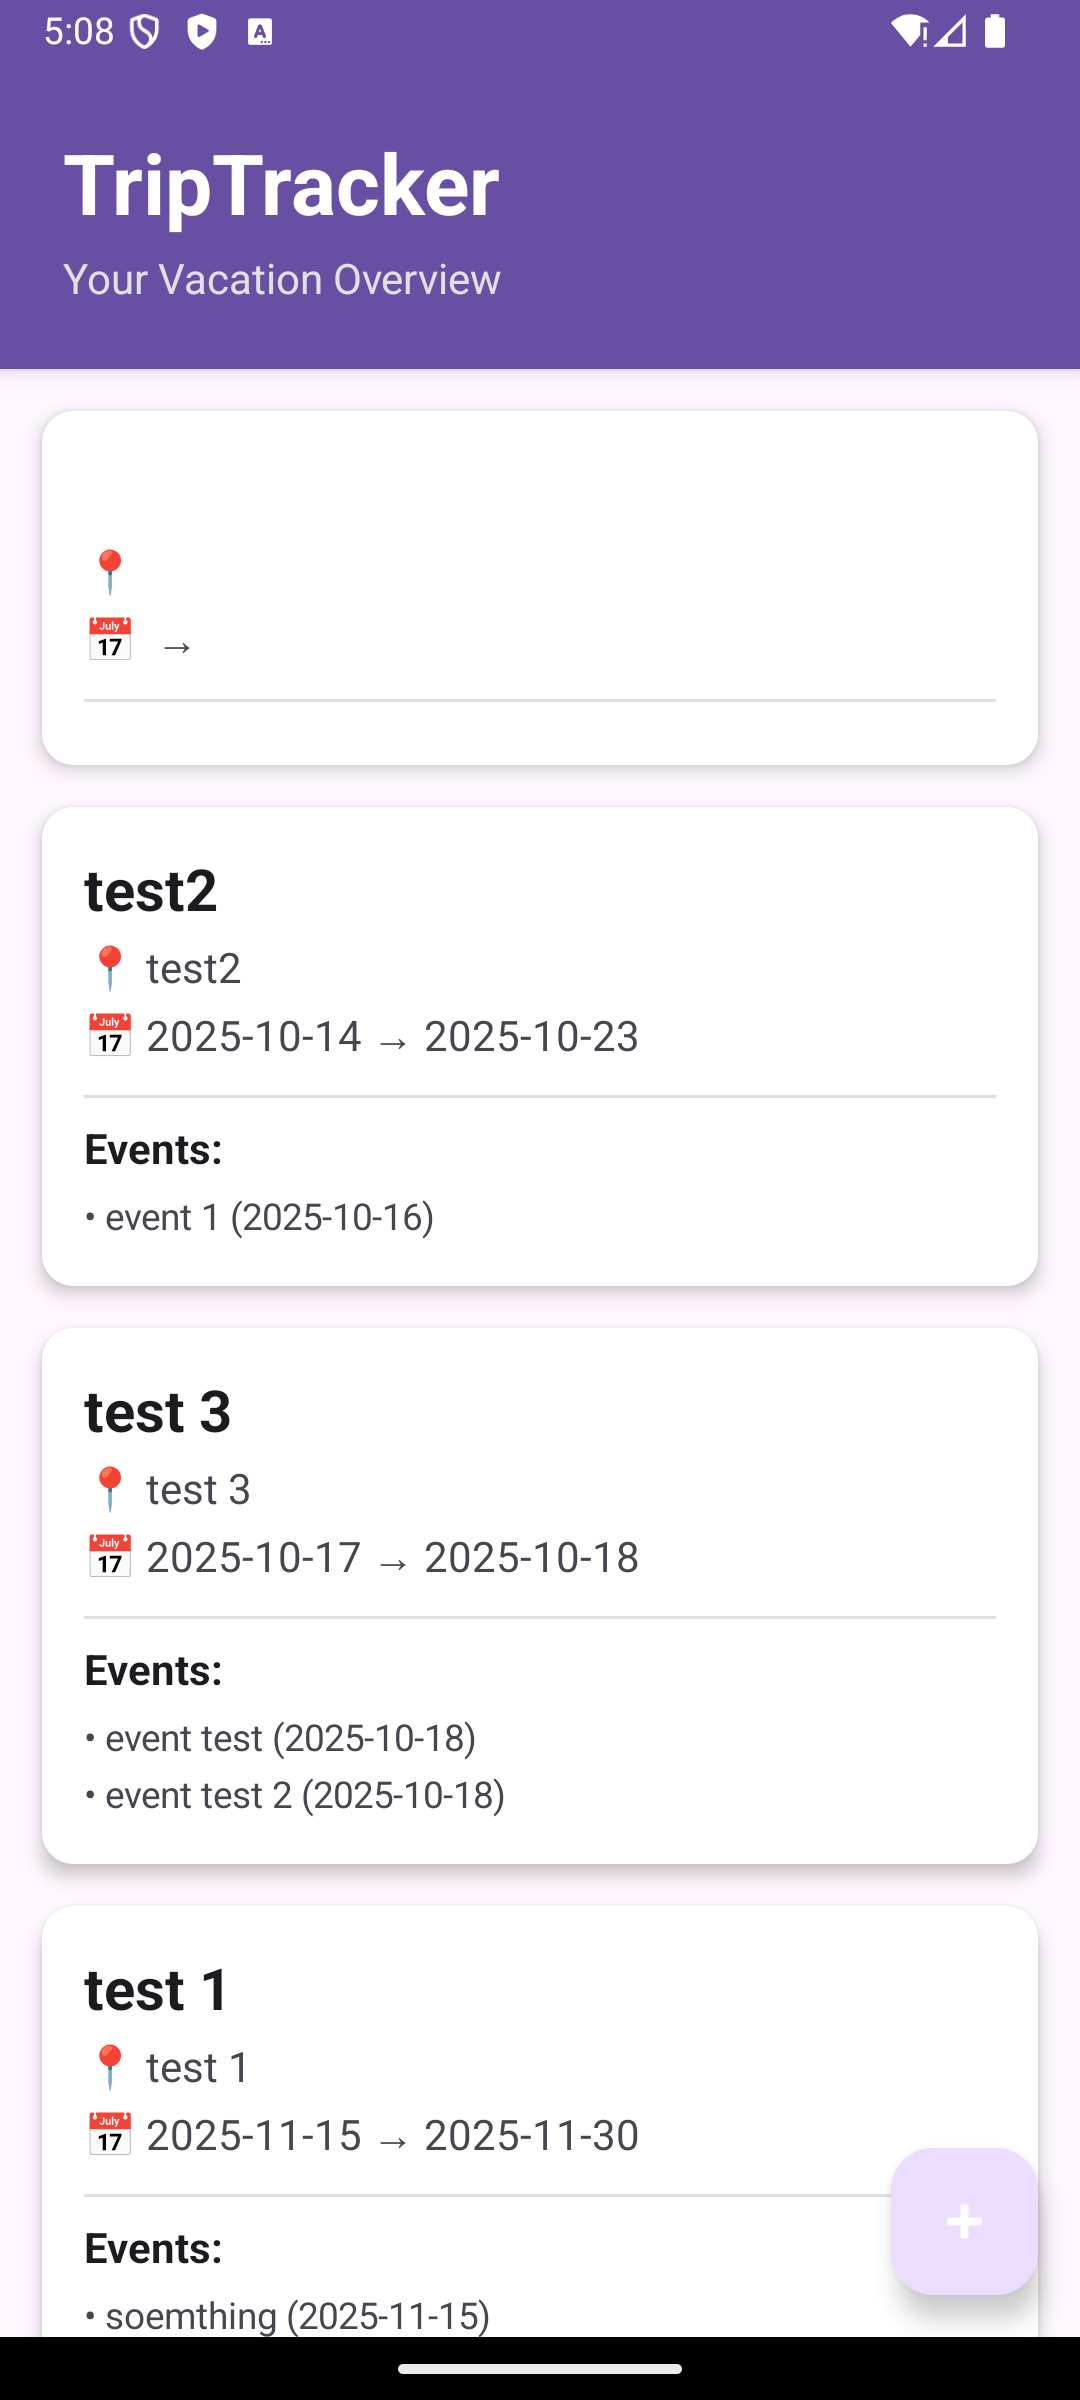 5:08
TripTracker
Your Vacation Overview
📍
📅 →
test2
📍 test2
📅 2025-10-14 → 2025-10-23
Events:
• event 1 (2025-10-16)
test 3
📍 test 3
📅 2025-10-17 → 2025-10-18
Events:
• event test (2025-10-18)
• event test 2 (2025-10-18)
test 1
📍 test 1
📅 2025-11-15 → 2025-11-30
Events:
• soemthing (2025-11-15)
+